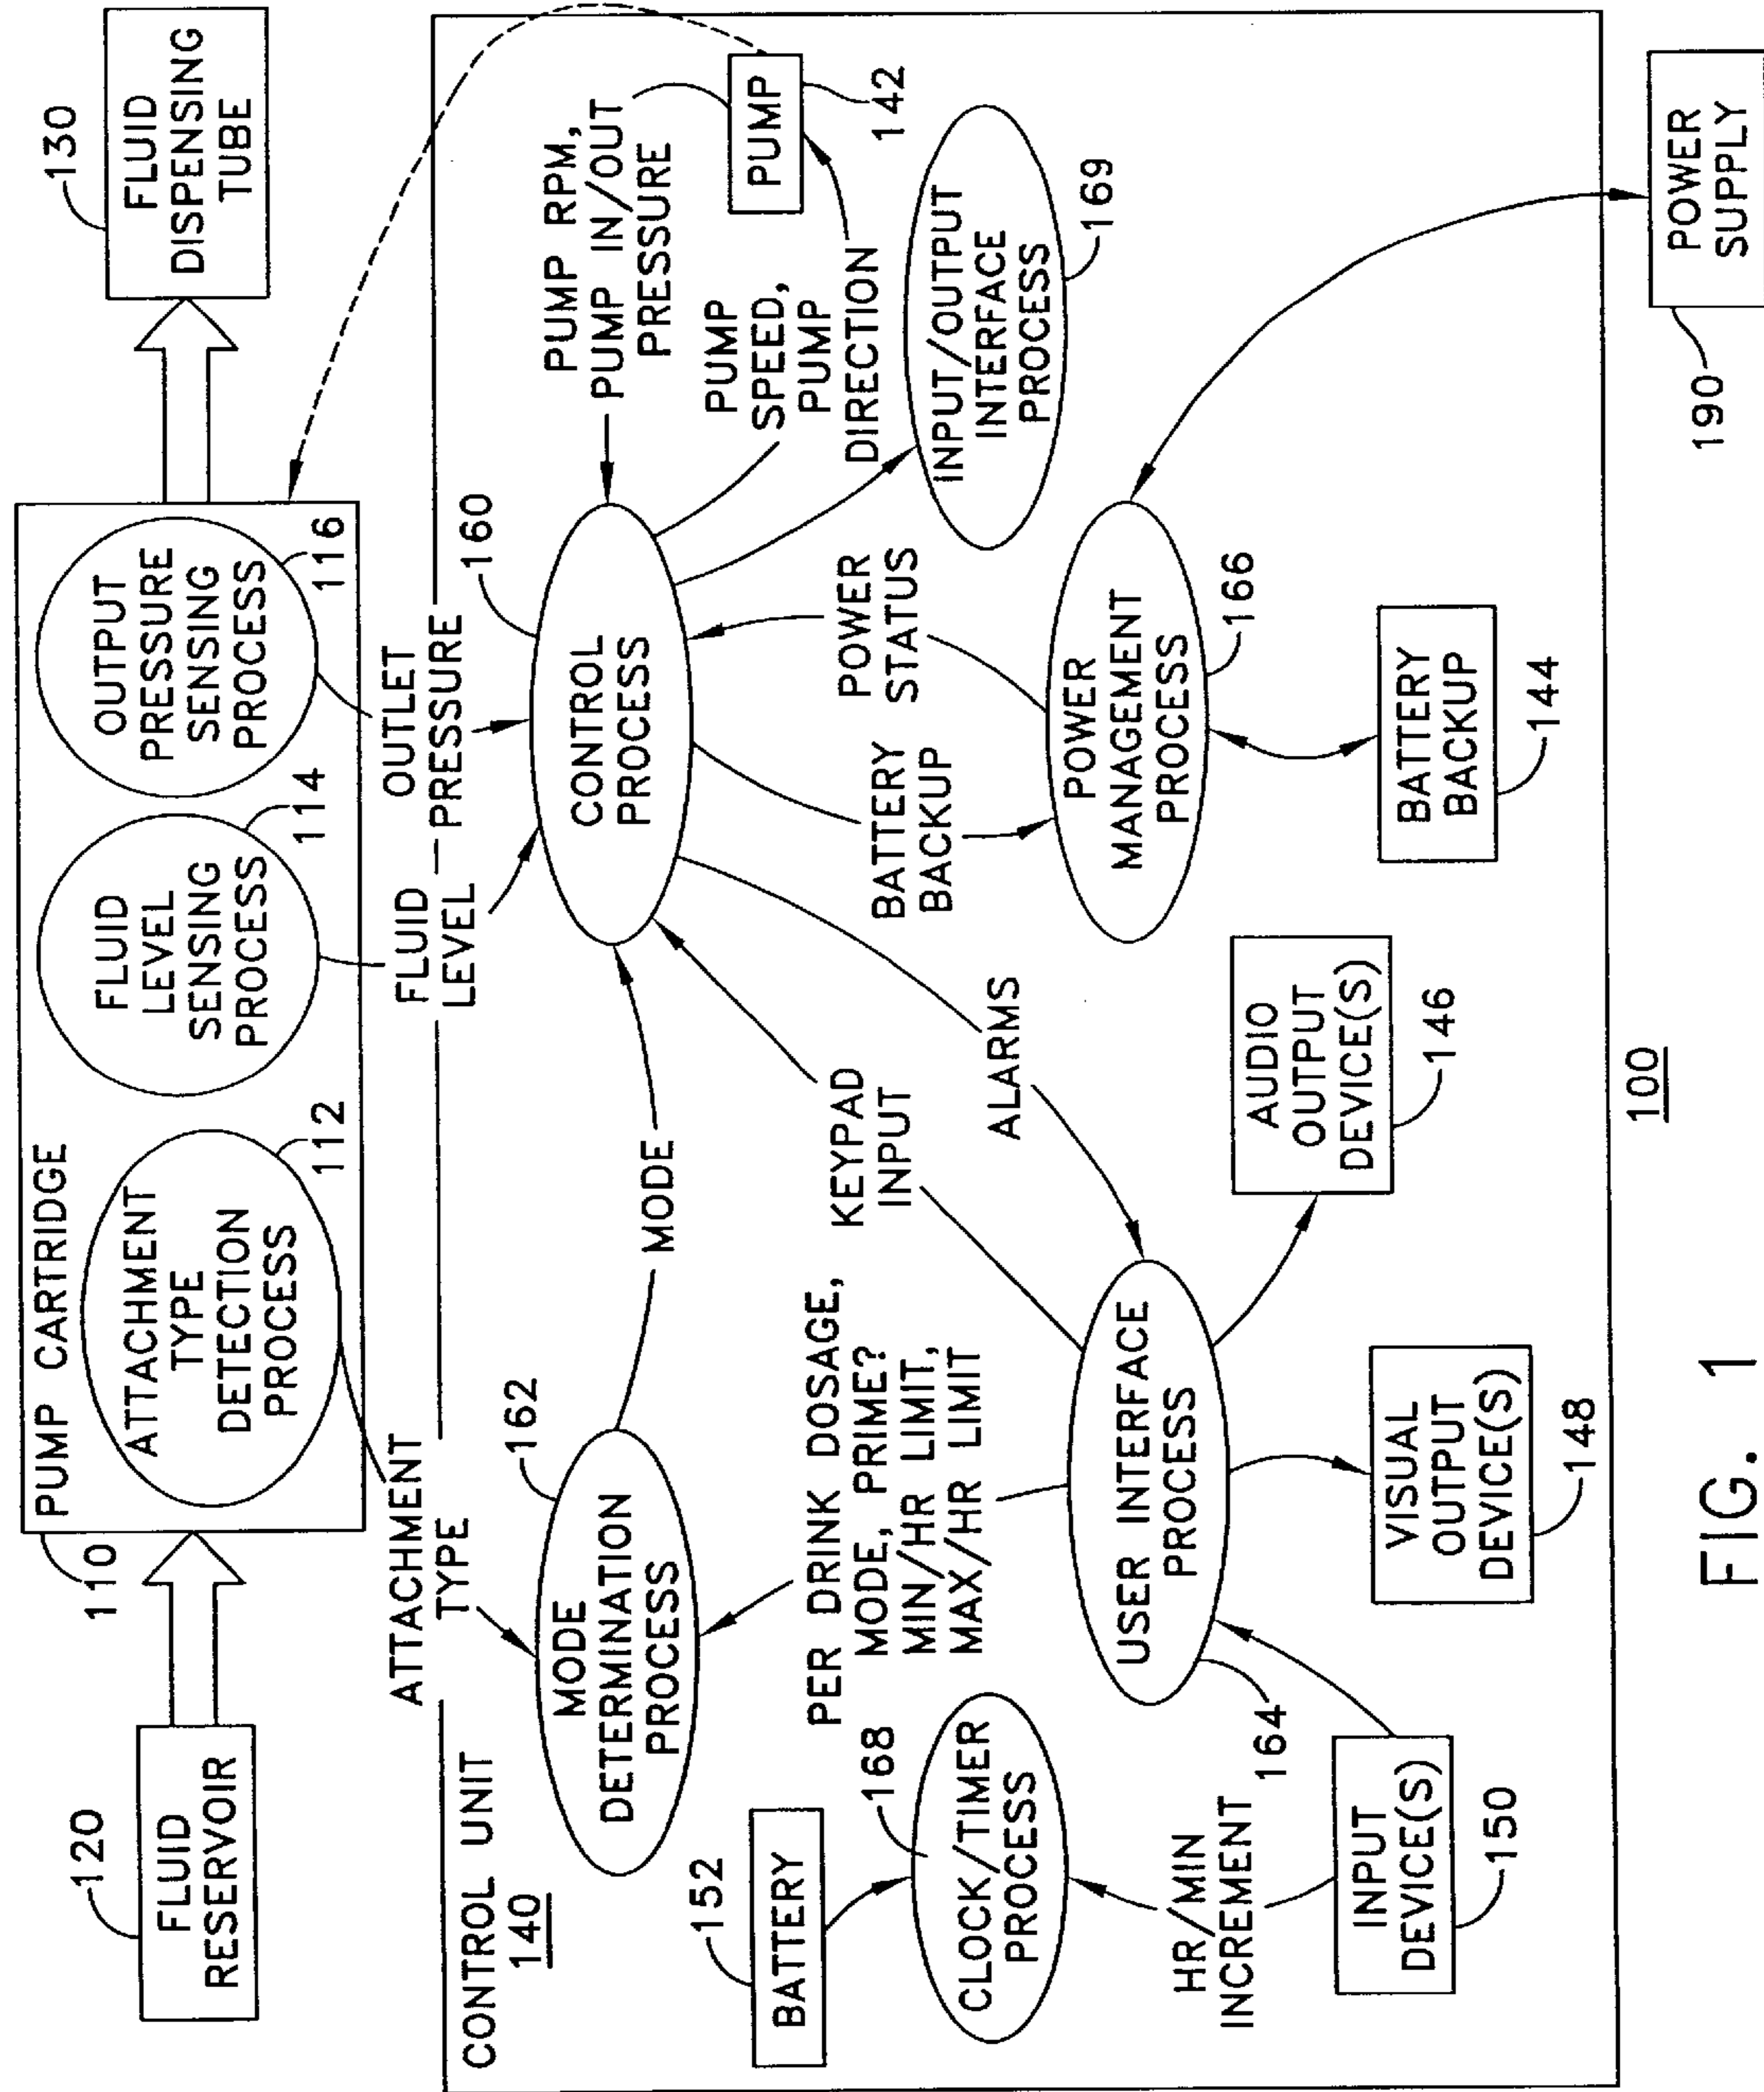 120
FLUID
RESERVOIR
110
PUMP CARTRIDGE
ATTACHMENT
TYPE
DETECTION
PROCESS
112
FLUID
LEVEL
SENSING
PROCESS
114
OUTPUT
PRESSURE
SENSING
PROCESS
116
130
FLUID
DISPENSING
TUBE
CONTROL UNIT
140
ATTACHMENT
TYPE
FLUID
LEVEL
OUTLET
PRESSURE
162
MODE
DETERMINATION
PROCESS
MODE
160
CONTROL
PROCESS
PUMP RPM,
PUMP IN/OUT
PRESSURE
PUMP
SPEED,
PUMP
DIRECTION
PUMP
142
152
BATTERY
168
CLOCK/TIMER
PROCESS
PER DRINK DOSAGE,
MODE, PRIME?
MIN/HR LIMIT,
MAX/HR LIMIT
KEYPAD
INPUT
ALARMS
BATTERY
BACKUP
POWER
STATUS
INPUT/OUTPUT
INTERFACE
PROCESS
169
HR/MIN
INCREMENT
164
USER INTERFACE
PROCESS
POWER
MANAGEMENT
PROCESS
166
INPUT
DEVICE(S)
150
VISUAL
OUTPUT
DEVICE(S)
148
AUDIO
OUTPUT
DEVICE(S)
146
BATTERY
BACKUP
144
190
POWER
SUPPLY
100
FIG. 1